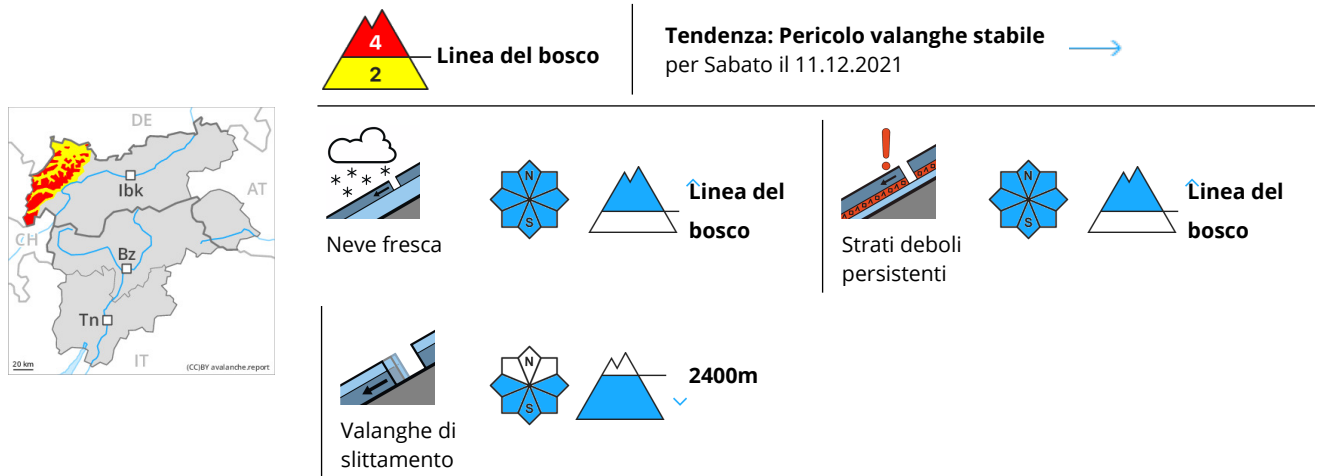 4
2
Linea del bosco
Tendenza: Pericolo valanghe stabile
per Sabato il 11.12.2021
DE
AT
CH
IT
Ibk
Bz
Tn
20 km
(CC)BY avalanche.report
Neve fresca
N
S
Linea del
bosco
Strati deboli
persistenti
N
S
Linea del
bosco
Valanghe di
slittamento
N
S
2400m